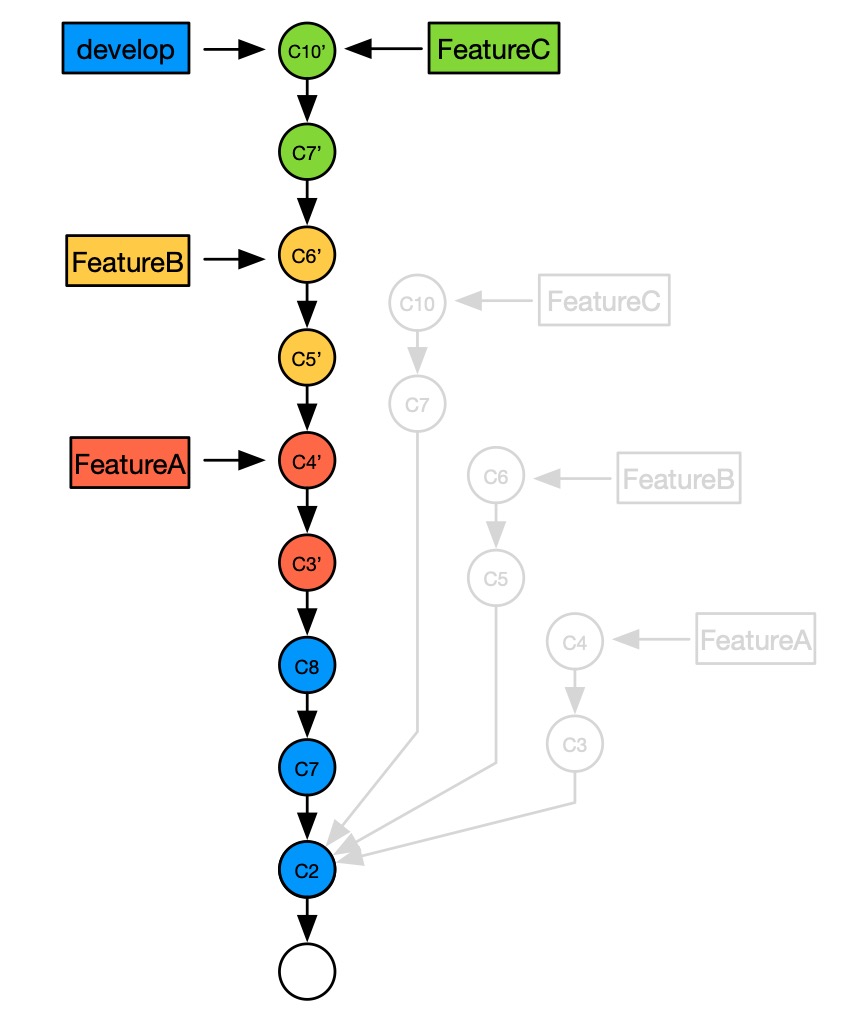 develop
C10’
FeatureC
C7’
FeatureB
C6’
C10
FeatureC
C5’
C7
FeatureA
C4’
C6
FeatureB
C3’
C5
C8
C4
FeatureA
C7
C3
C2